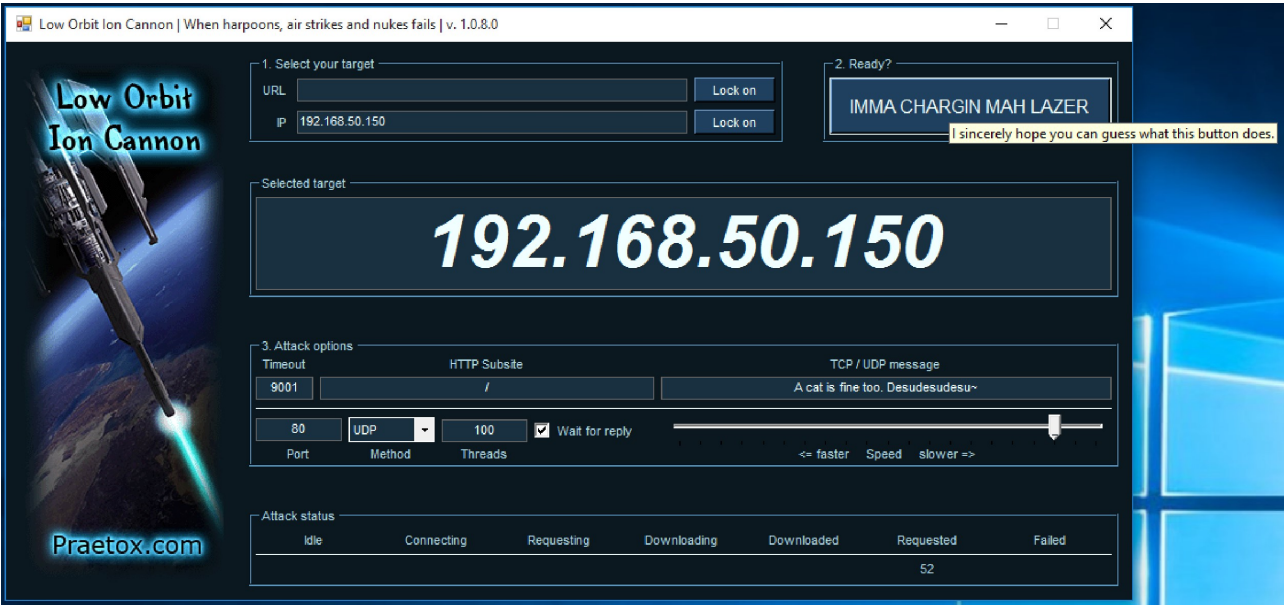 Low Orbit Ion Cannon | When harpoons, air strikes and nukes fails | v. 1.0.8.0
Low Orbit
Ion Cannon
Praetox.com
1. Select your target
URL Lock on
IP 192.168.50.150 Lock on
2. Ready?
IMMA CHARGIN MAH LAZER
I sincerely hope you can guess what this button does.
Selected target
192.168.50.150
3. Attack options
Timeout HTTP Subsite TCP / UDP message
9001 / A cat is fine too. Desudesudesu~
80 UDP 100 Wait for reply
Port Method Threads <= faster Speed slower =>
Attack status
Idle Connecting Requesting Downloading Downloaded Requested Failed
52